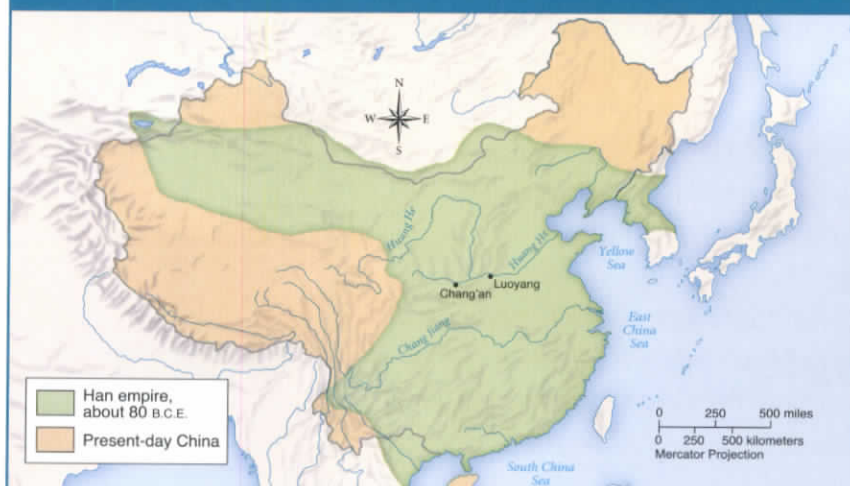 N
W
E
S
Huang He
Huang He
Luoyang
Chang'an
Yellow
Sea
East
China
Sea
Chang Jiang
Han empire,
about 80 B.C.E.
Present-day China
0 250 500 miles
0 250 500 kilometers
Mercator Projection
South China
Sea